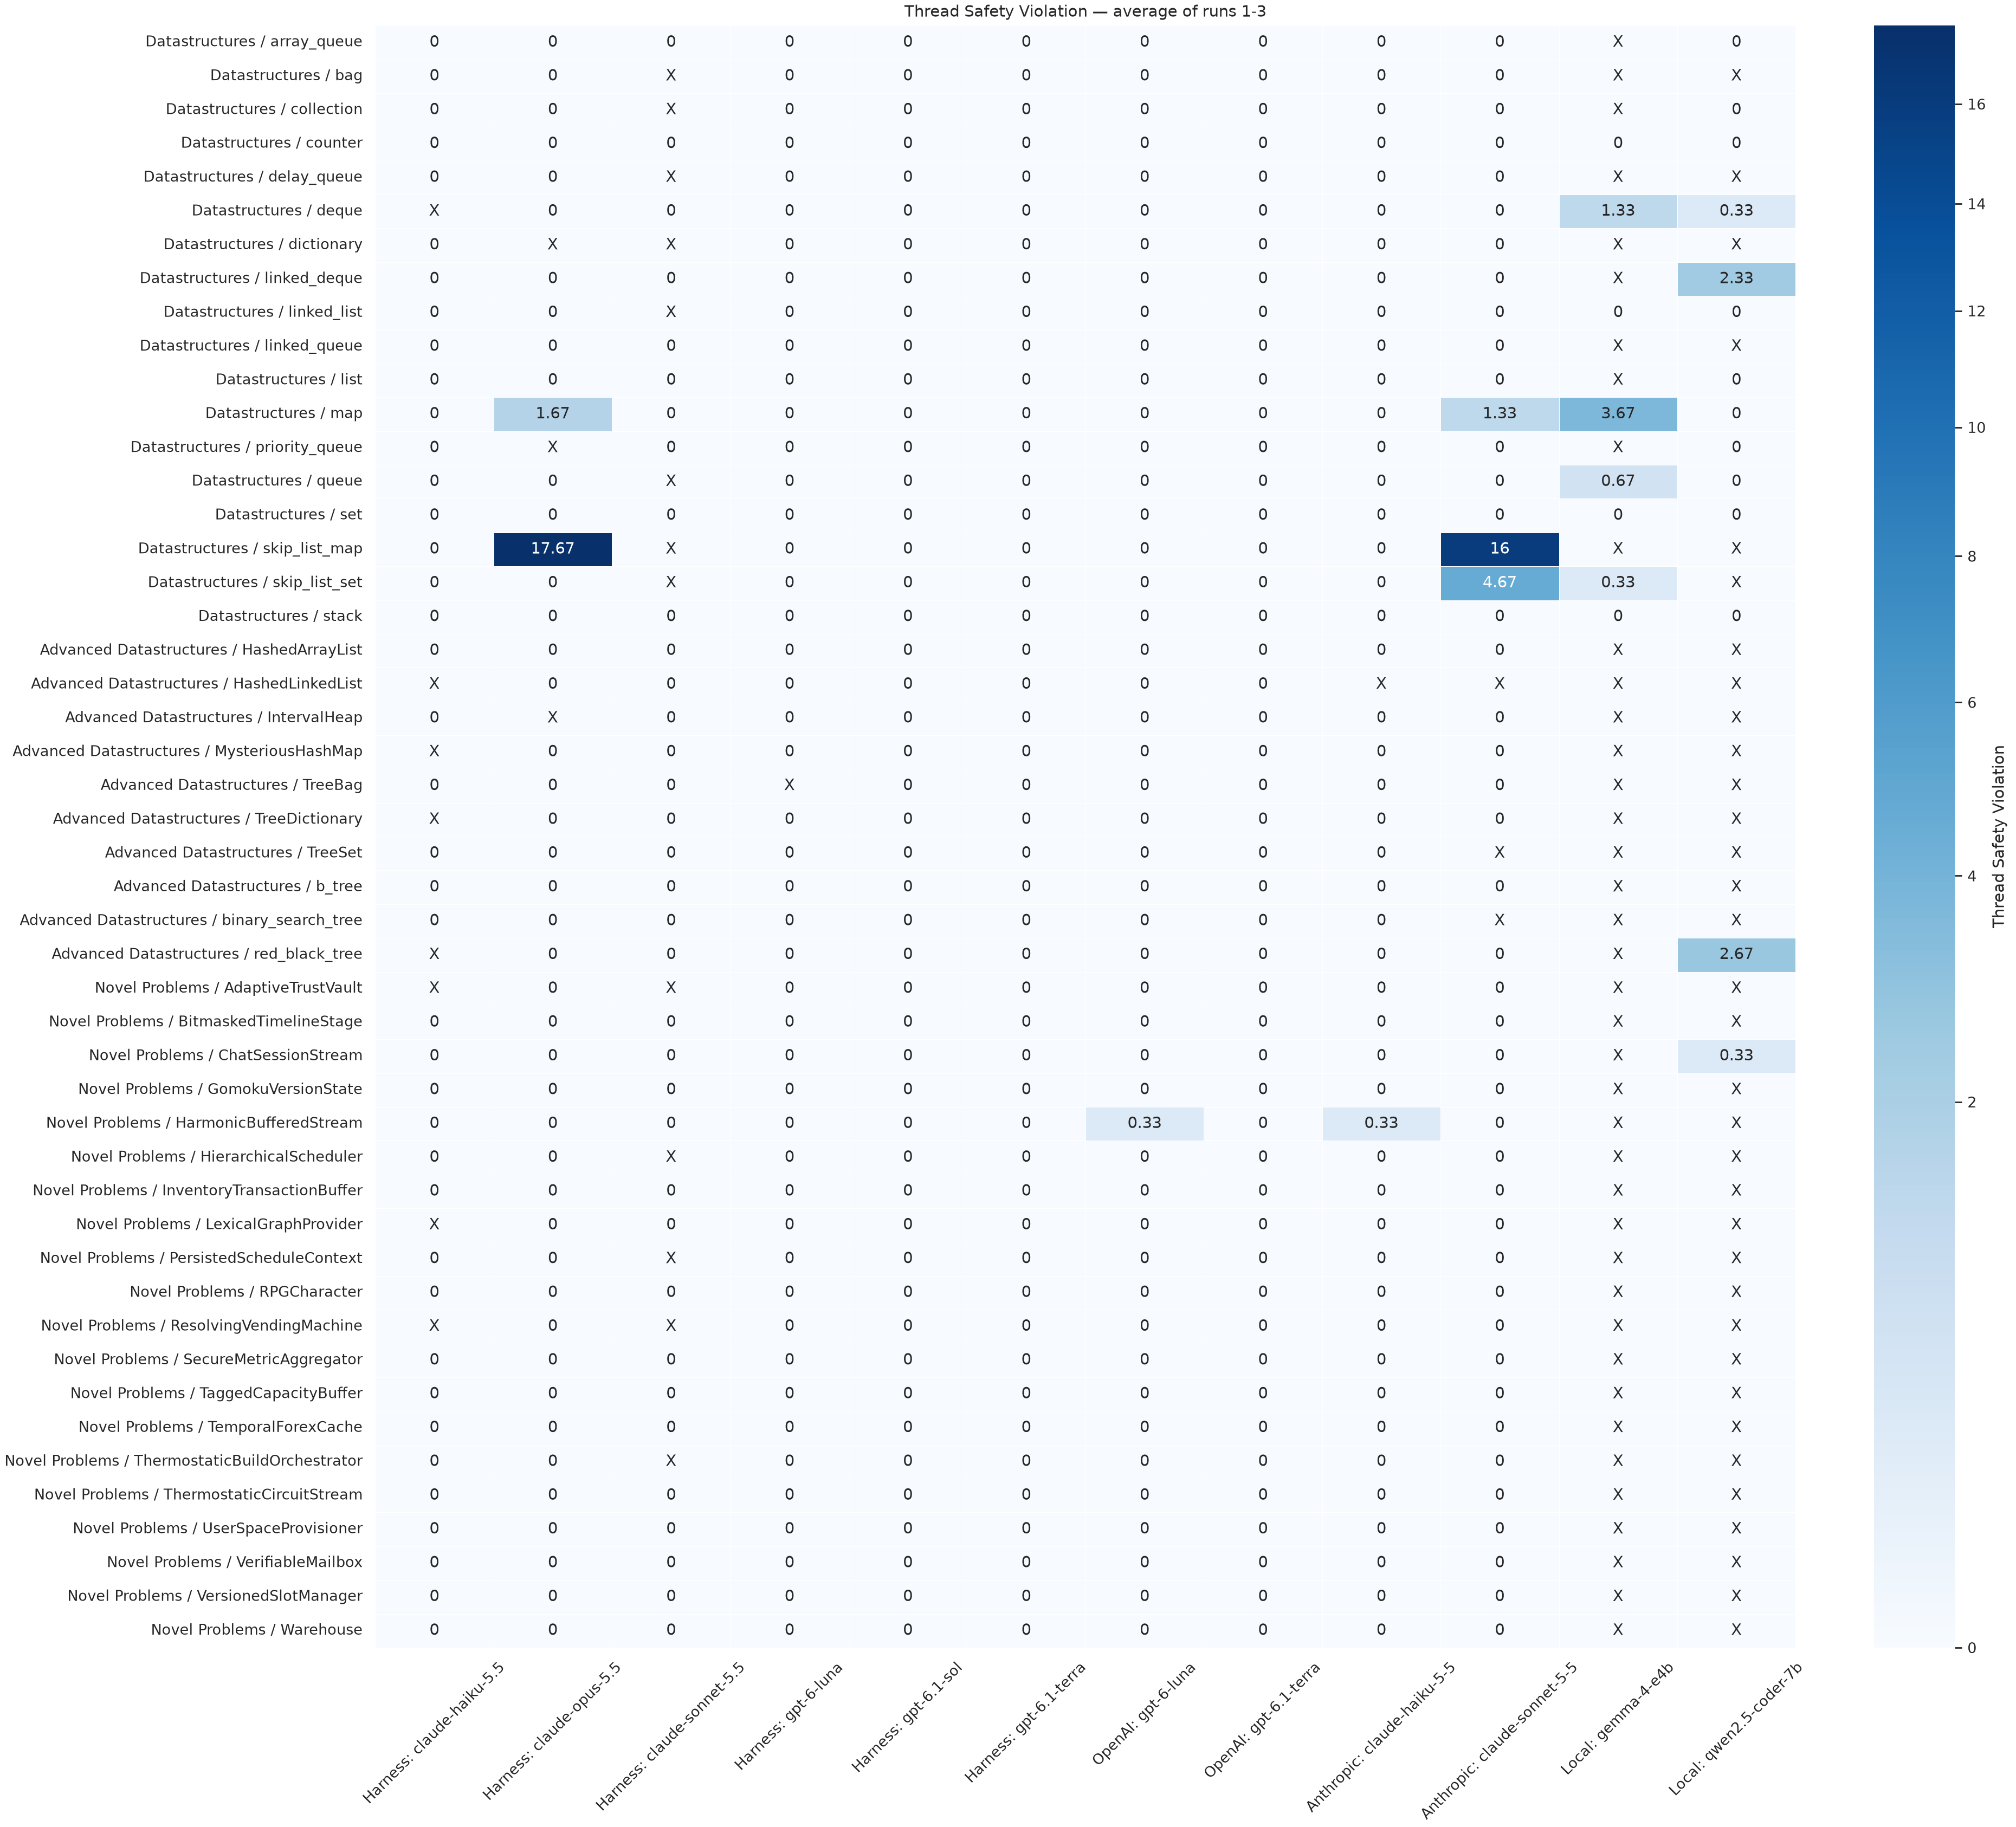 Thread Safety Violation — average of runs 1-3
Datastructures / array_queue 0 0 0 0 0 0 0 0 0 0 X 0
Datastructures / bag 0 0 X 0 0 0 0 0 0 0 X X
Datastructures / collection 0 0 X 0 0 0 0 0 0 0 X 0
Datastructures / counter 0 0 0 0 0 0 0 0 0 0 0 0
Datastructures / delay_queue 0 0 X 0 0 0 0 0 0 0 X X
Datastructures / deque X 0 0 0 0 0 0 0 0 0 1.33 0.33
Datastructures / dictionary 0 X X 0 0 0 0 0 0 0 X X
Datastructures / linked_deque 0 0 0 0 0 0 0 0 0 0 X 2.33
Datastructures / linked_list 0 0 X 0 0 0 0 0 0 0 0 0
Datastructures / linked_queue 0 0 0 0 0 0 0 0 0 0 X X
Datastructures / list 0 0 0 0 0 0 0 0 0 0 X 0
Datastructures / map 0 1.67 0 0 0 0 0 0 0 1.33 3.67 0
Datastructures / priority_queue 0 X 0 0 0 0 0 0 0 0 X 0
Datastructures / queue 0 0 X 0 0 0 0 0 0 0 0.67 0
Datastructures / set 0 0 0 0 0 0 0 0 0 0 0 0
Datastructures / skip_list_map 0 17.67 X 0 0 0 0 0 0 16 X X
Datastructures / skip_list_set 0 0 X 0 0 0 0 0 0 4.67 0.33 X
Datastructures / stack 0 0 0 0 0 0 0 0 0 0 0 0
Advanced Datastructures / HashedArrayList 0 0 0 0 0 0 0 0 0 0 X X
Advanced Datastructures / HashedLinkedList X 0 0 0 0 0 0 0 X X X X
Advanced Datastructures / IntervalHeap 0 X 0 0 0 0 0 0 0 0 X X
Advanced Datastructures / MysteriousHashMap X 0 0 0 0 0 0 0 0 0 X X
Advanced Datastructures / TreeBag 0 0 0 X 0 0 0 0 0 0 X X
Advanced Datastructures / TreeDictionary X 0 0 0 0 0 0 0 0 0 X X
Advanced Datastructures / TreeSet 0 0 0 0 0 0 0 0 0 X X X
Advanced Datastructures / b_tree 0 0 0 0 0 0 0 0 0 0 X X
Advanced Datastructures / binary_search_tree 0 0 0 0 0 0 0 0 0 X X X
Advanced Datastructures / red_black_tree X 0 0 0 0 0 0 0 0 0 X 2.67
Novel Problems / AdaptiveTrustVault X 0 X 0 0 0 0 0 0 0 X X
Novel Problems / BitmaskedTimelineStage 0 0 0 0 0 0 0 0 0 0 X X
Novel Problems / ChatSessionStream 0 0 0 0 0 0 0 0 0 0 X 0.33
Novel Problems / GomokuVersionState 0 0 0 0 0 0 0 0 0 0 X X
Novel Problems / HarmonicBufferedStream 0 0 0 0 0 0 0.33 0 0.33 0 X X
Novel Problems / HierarchicalScheduler 0 0 X 0 0 0 0 0 0 0 X X
Novel Problems / InventoryTransactionBuffer 0 0 0 0 0 0 0 0 0 0 X X
Novel Problems / LexicalGraphProvider X 0 0 0 0 0 0 0 0 0 X X
Novel Problems / PersistedScheduleContext 0 0 X 0 0 0 0 0 0 0 X X
Novel Problems / RPGCharacter 0 0 0 0 0 0 0 0 0 0 X X
Novel Problems / ResolvingVendingMachine X 0 X 0 0 0 0 0 0 0 X X
Novel Problems / SecureMetricAggregator 0 0 0 0 0 0 0 0 0 0 X X
Novel Problems / TaggedCapacityBuffer 0 0 0 0 0 0 0 0 0 0 X X
Novel Problems / TemporalForexCache 0 0 0 0 0 0 0 0 0 0 X X
Novel Problems / ThermostaticBuildOrchestrator 0 0 X 0 0 0 0 0 0 0 X X
Novel Problems / ThermostaticCircuitStream 0 0 0 0 0 0 0 0 0 0 X X
Novel Problems / UserSpaceProvisioner 0 0 0 0 0 0 0 0 0 0 X X
Novel Problems / VerifiableMailbox 0 0 0 0 0 0 0 0 0 0 X X
Novel Problems / VersionedSlotManager 0 0 0 0 0 0 0 0 0 0 X X
Novel Problems / Warehouse 0 0 0 0 0 0 0 0 0 0 X X
Harness: claude-haiku-5.5
Harness: claude-opus-5.5
Harness: claude-sonnet-5.5
Harness: gpt-6-luna
Harness: gpt-6.1-sol
Harness: gpt-6.1-terra
OpenAI: gpt-6-luna
OpenAI: gpt-6.1-terra
Anthropic: claude-haiku-5-5
Anthropic: claude-sonnet-5-5
Local: gemma-4-e4b
Local: qwen2.5-coder-7b
16
14
12
10
8
6
4
2
0
Thread Safety Violation